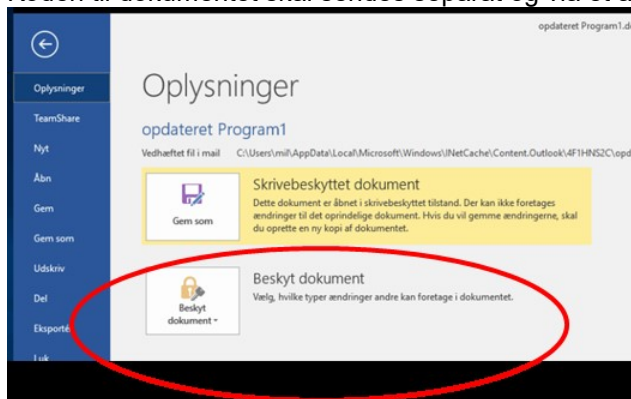 opdateret Program1.d
Oplysninger
TeamShare
Nyt
Åbn
Gem
Gem som
Udskriv
Del
Eksporté
Luk
Oplysninger
opdateret Program1
Vedhæftet fil i mail C:\Users\mil\AppData\Local\Microsoft\Windows\INetCache\Content.Outlook\4F1HNS2C\opd
Gem som
Skrivebeskyttet dokument
Dette dokument er åbnet i skrivebeskyttet tilstand. Der kan ikke foretages
ændringer til det oprindelige dokument. Hvis du vil gemme ændringerne, skal
du oprette en ny kopi af dokumentet.
Beskyt
dokument
Beskyt dokument
Vælg, hvilke typer ændringer andre kan foretage i dokumentet.